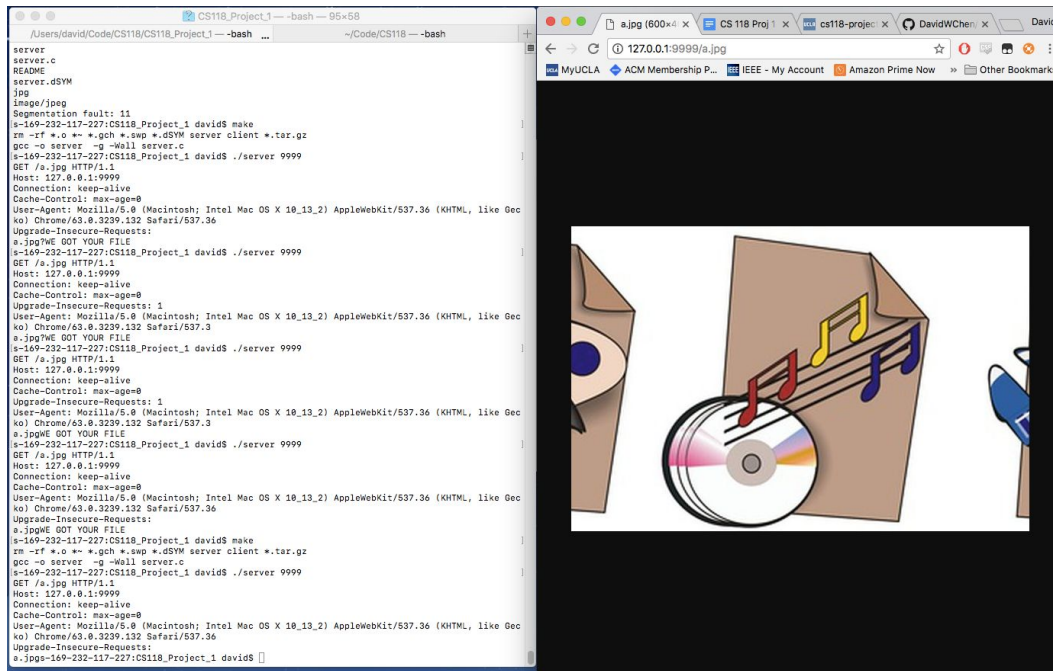 CS118_Project_1 — -bash — 95×58
/Users/david/Code/CS118/CS118_Project_1 — -bash ...
~/Code/CS118 — -bash
server
server.c
README
server.dSYM
jpg
image/jpeg
Segmentation fault: 11
[s-169-232-117-227:CS118_Project_1 david$ make
rm -rf *.o *~ *.gch *.swp *.dSYM server client *.tar.gz
gcc -o server  -g -Wall server.c
[s-169-232-117-227:CS118_Project_1 david$ ./server 9999
GET /a.jpg HTTP/1.1
Host: 127.0.0.1:9999
Connection: keep-alive
Cache-Control: max-age=0
User-Agent: Mozilla/5.0 (Macintosh; Intel Mac OS X 10_13_2) AppleWebKit/537.36 (KHTML, like Gec
ko) Chrome/63.0.3239.132 Safari/537.36
Upgrade-Insecure-Requests:
a.jpg?WE GOT YOUR FILE
[s-169-232-117-227:CS118_Project_1 david$ ./server 9999
GET /a.jpg HTTP/1.1
Host: 127.0.0.1:9999
Connection: keep-alive
Cache-Control: max-age=0
Upgrade-Insecure-Requests: 1
User-Agent: Mozilla/5.0 (Macintosh; Intel Mac OS X 10_13_2) AppleWebKit/537.36 (KHTML, like Gec
ko) Chrome/63.0.3239.132 Safari/537.3
a.jpg?WE GOT YOUR FILE
[s-169-232-117-227:CS118_Project_1 david$ ./server 9999
GET /a.jpg HTTP/1.1
Host: 127.0.0.1:9999
Connection: keep-alive
Cache-Control: max-age=0
Upgrade-Insecure-Requests: 1
User-Agent: Mozilla/5.0 (Macintosh; Intel Mac OS X 10_13_2) AppleWebKit/537.36 (KHTML, like Gec
ko) Chrome/63.0.3239.132 Safari/537.3
a.jpgWE GOT YOUR FILE
[s-169-232-117-227:CS118_Project_1 david$ ./server 9999
GET /a.jpg HTTP/1.1
Host: 127.0.0.1:9999
Connection: keep-alive
Cache-Control: max-age=0
User-Agent: Mozilla/5.0 (Macintosh; Intel Mac OS X 10_13_2) AppleWebKit/537.36 (KHTML, like Gec
ko) Chrome/63.0.3239.132 Safari/537.36
Upgrade-Insecure-Requests:
a.jpgWE GOT YOUR FILE
[s-169-232-117-227:CS118_Project_1 david$ make
rm -rf *.o *~ *.gch *.swp *.dSYM server client *.tar.gz
gcc -o server  -g -Wall server.c
[s-169-232-117-227:CS118_Project_1 david$ ./server 9999
GET /a.jpg HTTP/1.1
Host: 127.0.0.1:9999
Connection: keep-alive
Cache-Control: max-age=0
User-Agent: Mozilla/5.0 (Macintosh; Intel Mac OS X 10_13_2) AppleWebKit/537.36 (KHTML, like Gec
ko) Chrome/63.0.3239.132 Safari/537.36
Upgrade-Insecure-Requests:
a.jpgs-169-232-117-227:CS118_Project_1 david$
a.jpg (600×4 CS 118 Proj 1 cs118-project DavidWChen/ David
127.0.0.1:9999/a.jpg
MyUCLA ACM Membership P... IEEE - My Account Amazon Prime Now » Other Bookmark